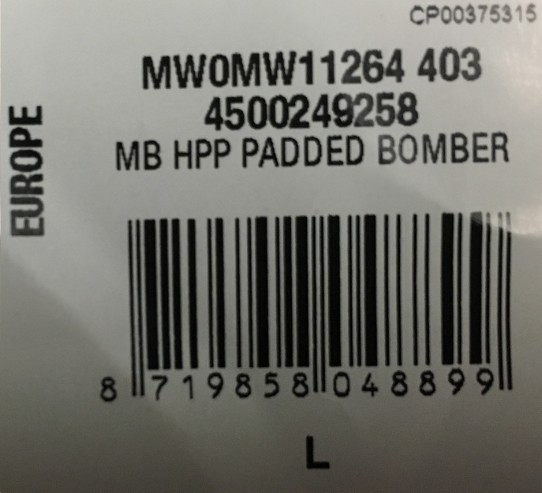 CP00375315
MW0MW11264 403
4500249258
MB HPP PADDED BOMBER
EUROPE
8 719858 048899
L